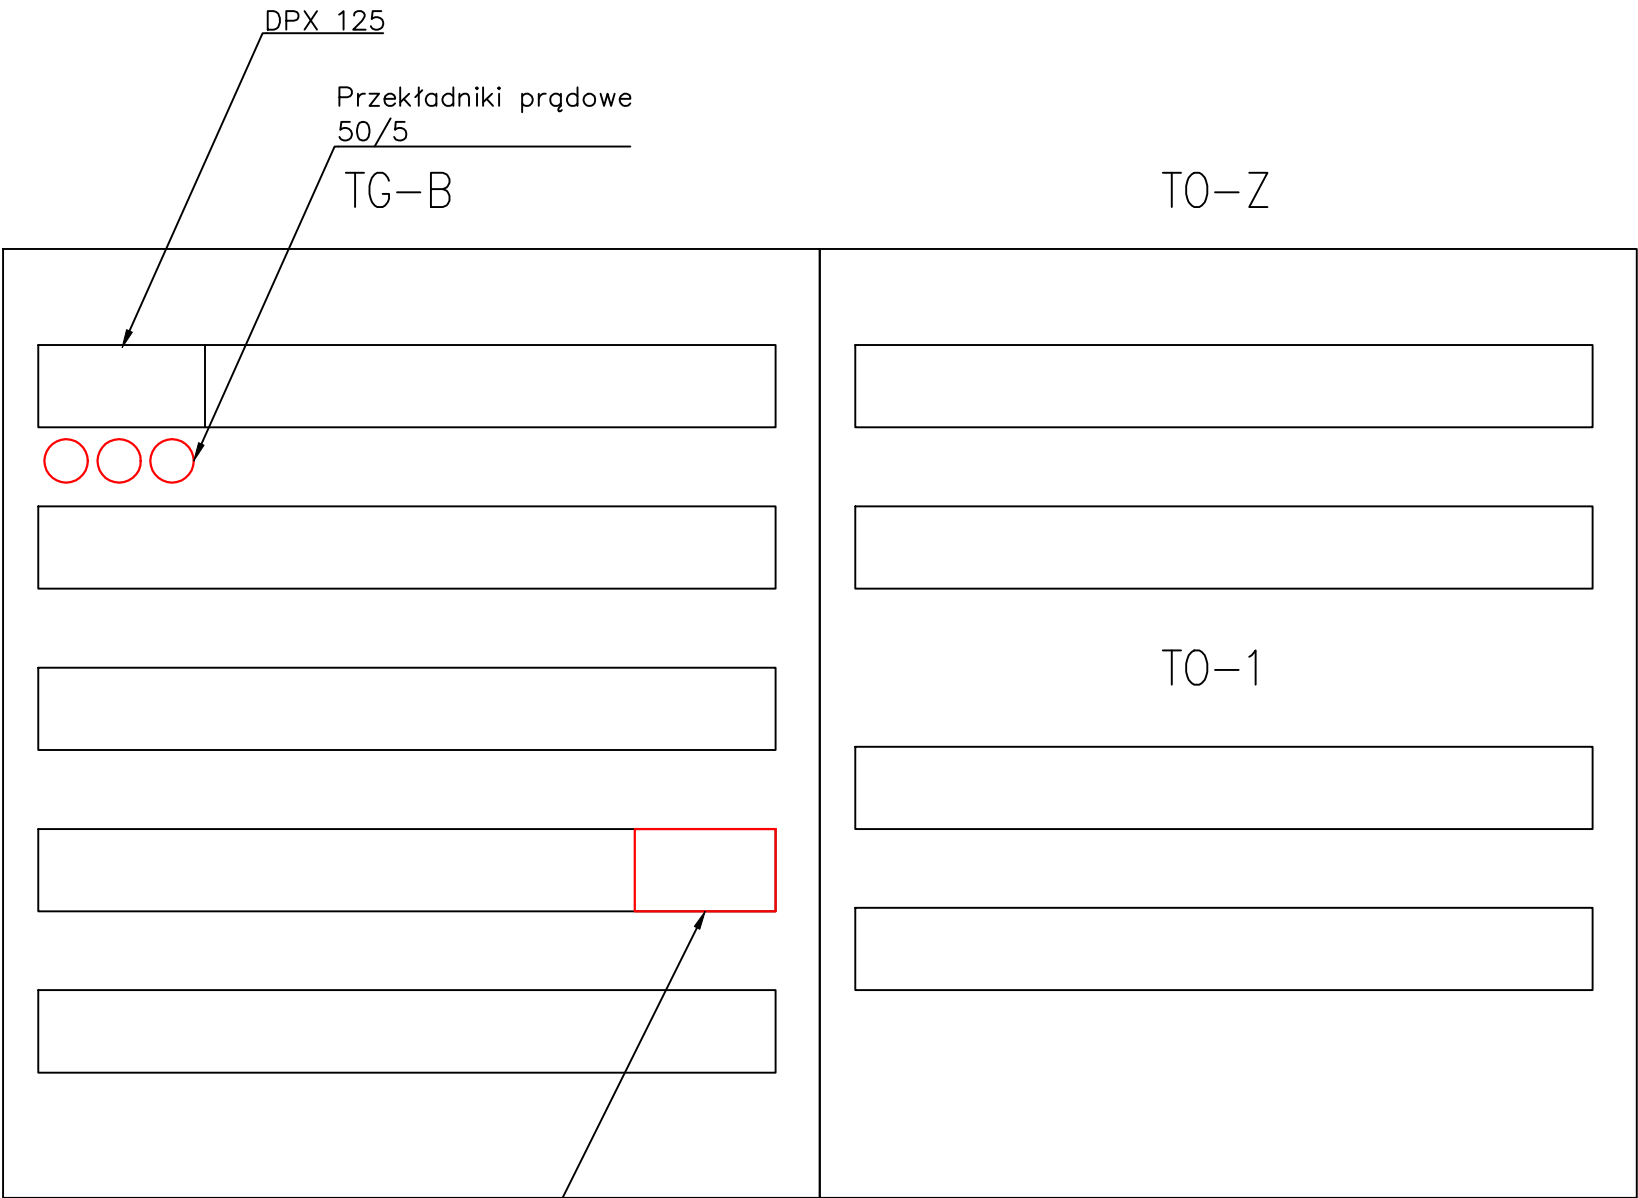 DPX 125
Przekładniki prądowe
50/5
TG-B
TO-Z
TO-1